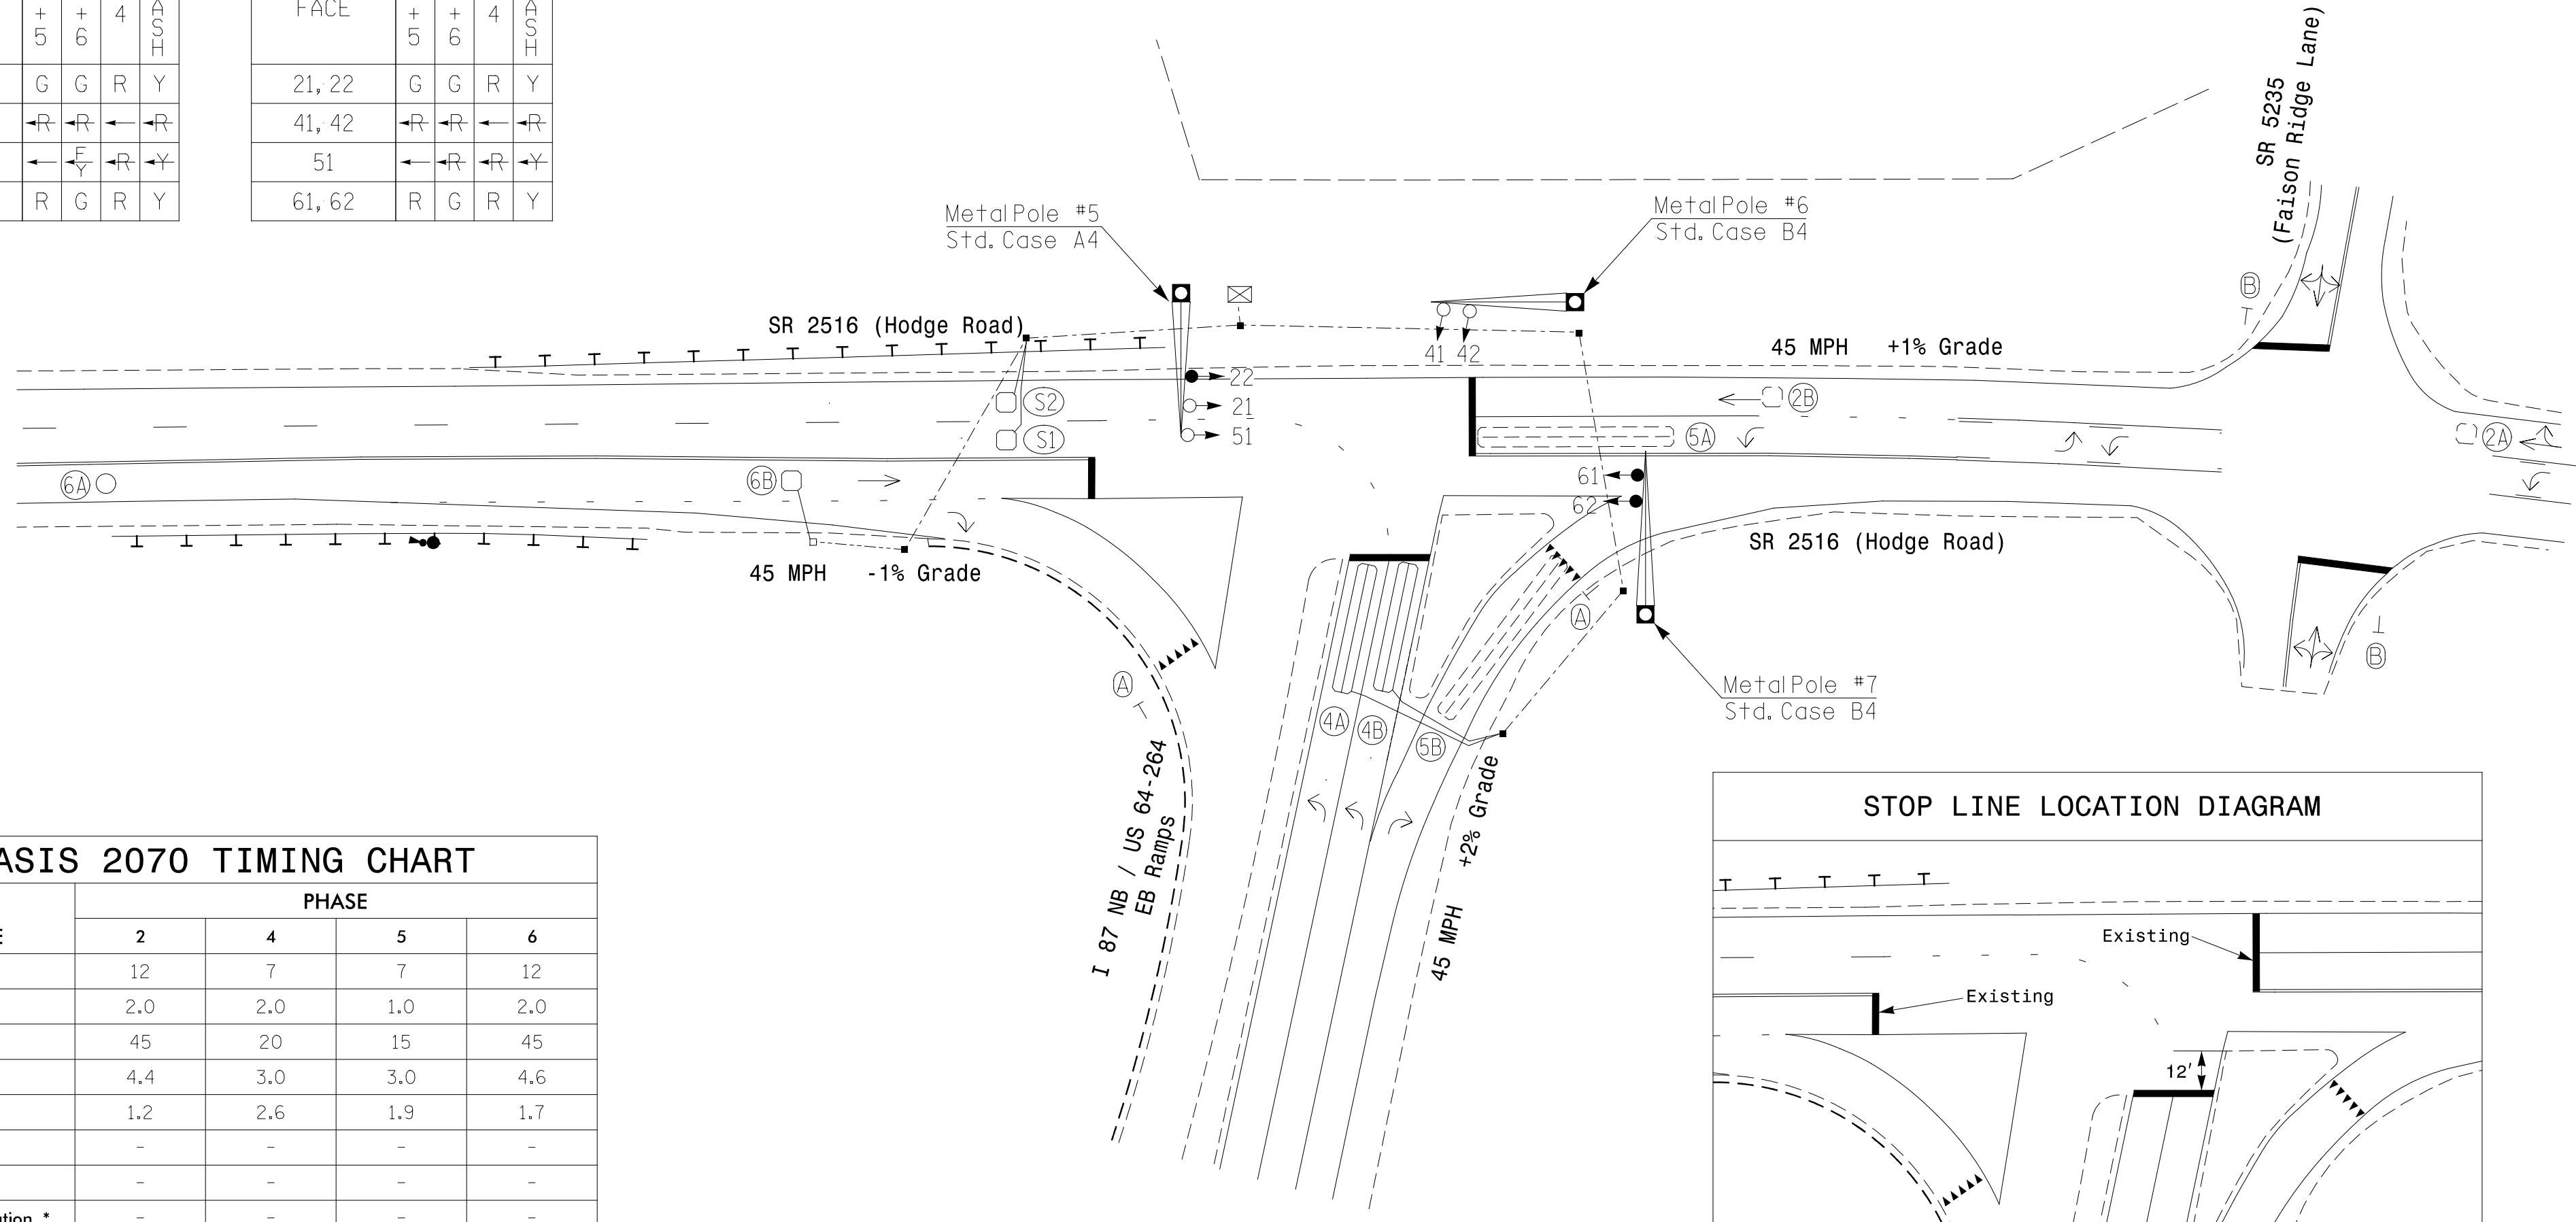 + + 4 A
5 6 S
H
G G R Y
R R R
F
Y R Y
R G R Y
FACE + + 4 A
5 6 S
H
21, 22 G G R Y
41, 42 R R R
51 R R Y
61, 62 R G R Y
SR 5235
(Faison Ridge Lane)
Metal Pole #5
Std. Case A4
Metal Pole #6
Std. Case B4
SR 2516 (Hodge Road)
41 42
45 MPH +1% Grade
B
22
S2
21
2B
S1
51
5A
2A
6A
6B
61
62
SR 2516 (Hodge Road)
45 MPH -1% Grade
A
B
A
Metal Pole #7
Std. Case B4
4A
4B
5B
I 87 NB / US 64-264
EB Ramps
45 MPH +2% Grade
STOP LINE LOCATION DIAGRAM
Existing
Existing
12'
ASIS 2070 TIMING CHART
PHASE
E 2 4 5 6
12 7 7 12
2.0 2.0 1.0 2.0
45 20 15 45
4.4 3.0 3.0 4.6
1.2 2.6 1.9 1.7
- - - -
- - - -
ation * - - - -